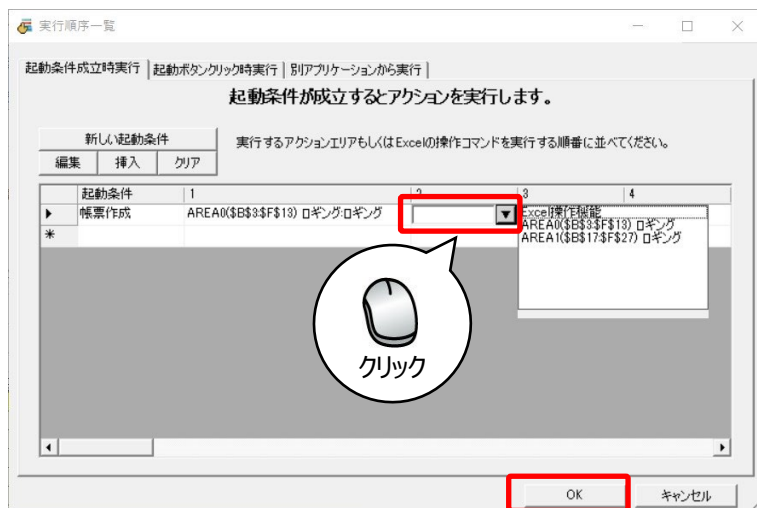 実行順序一覧
起動条件成立時実行 起動ボタンクリック時実行 別アプリケーションから実行
起動条件が成立するとアクションを実行します。
新しい起動条件
実行するアクションエリアもしくはExcelの操作コマンドを実行する順番に並べてください。
編集 挿入 クリア
起動条件 1 2 3 4
帳票作成 AREA0($B$3:$F$13) ロギング:ロギング
Excel操作機能
AREA0($B$3:$F$13) ロギング
AREA1($B$17:$F$27) ロギング
クリック
OK キャンセル